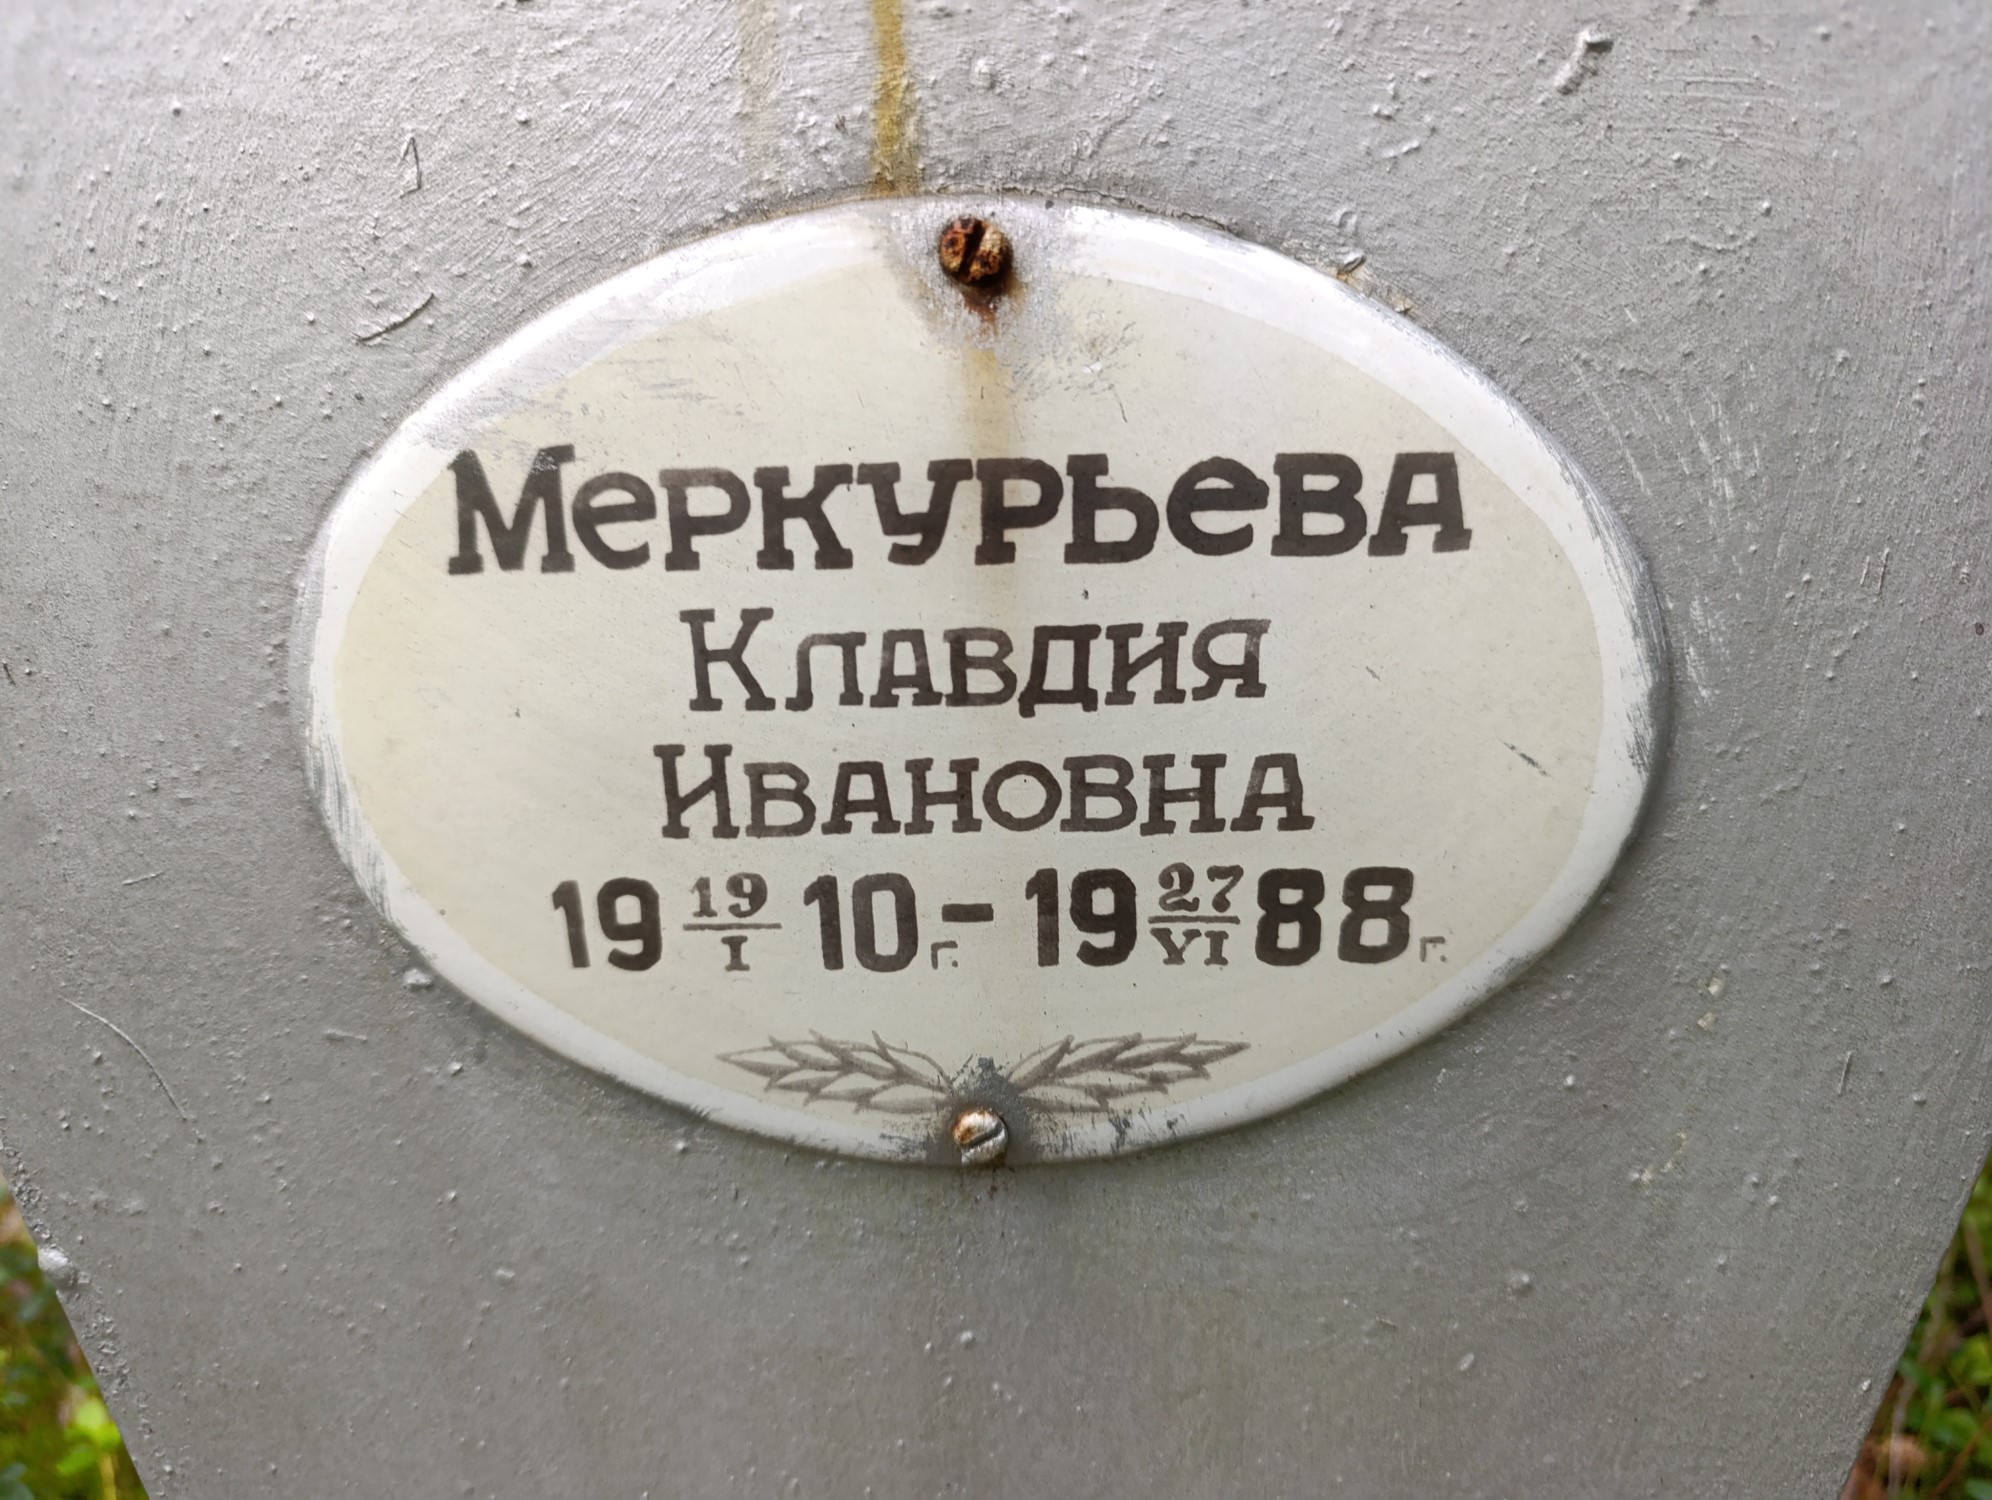 Меркурьева
Клавдия
Ивановна
19 19/I 10 г. - 19 27/VI 88 г.